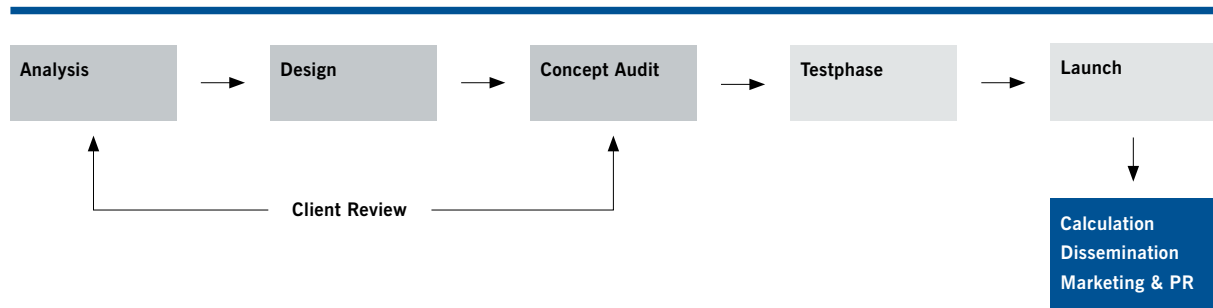 Analysis
Design
Concept Audit
Testphase
Launch
Client Review
Calculation
Dissemination
Marketing & PR